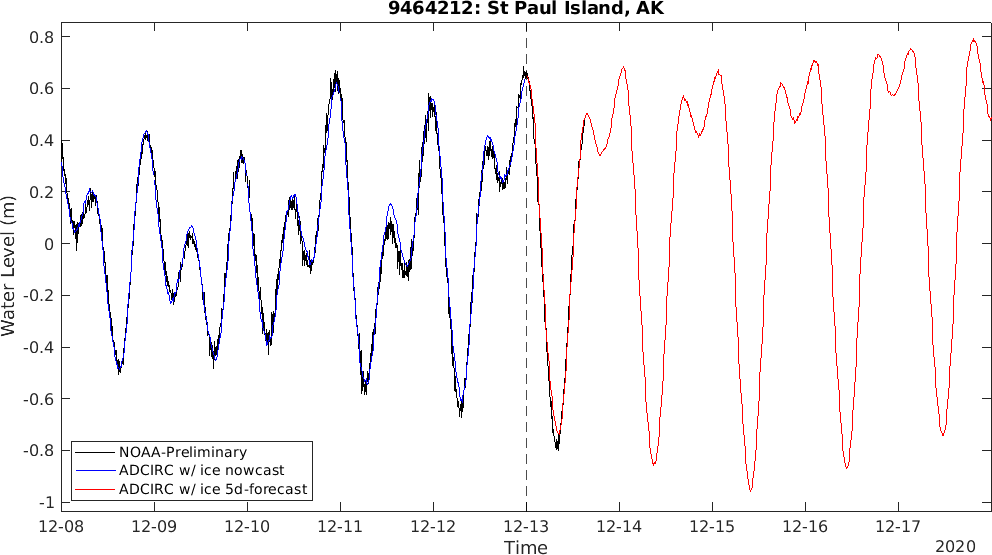 9464212: St Paul Island, AK
0.8
0.6
0.4
0.2
0
-0.2
-0.4
-0.6
-0.8
-1
Water Level (m)
NOAA-Preliminary
ADCIRC w/ ice nowcast
ADCIRC w/ ice 5d-forecast
12-08 12-09 12-10 12-11 12-12 12-13 12-14 12-15 12-16 12-17
Time
2020